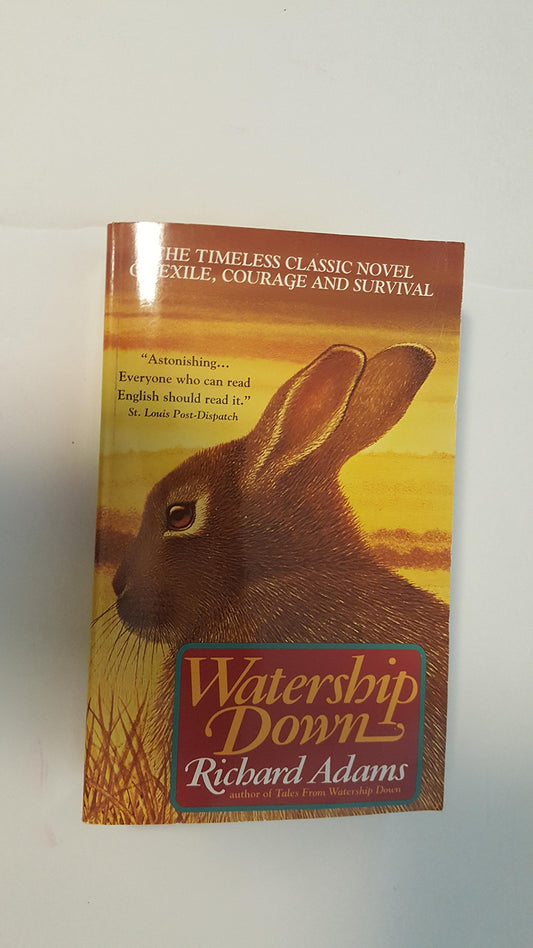 THE TIMELESS CLASSIC NOVEL
OF EXILE, COURAGE AND SURVIVAL
“Astonishing...
Everyone who can read
English should read it.”
St. Louis Post-Dispatch
Watership
Down
Richard Adams
author of Tales From Watership Down